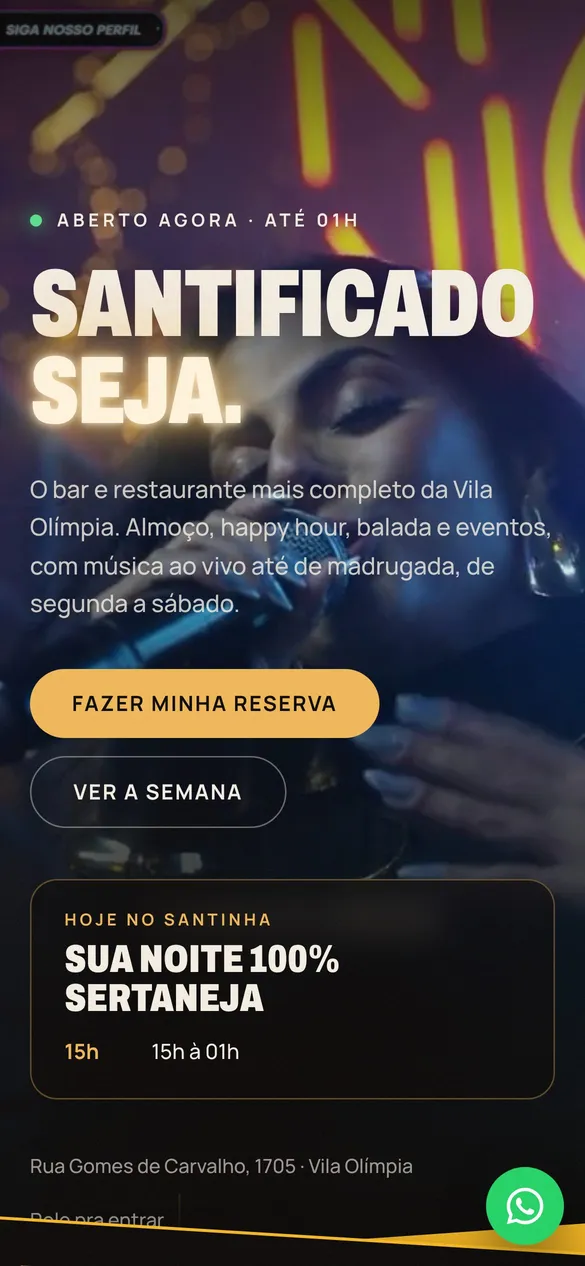 SIGA NOSSO PERFIL
ABERTO AGORA · ATÉ 01H
SANTIFICADO
SEJA.
O bar e restaurante mais completo da Vila
Olímpia. Almoço, happy hour, balada e eventos,
com música ao vivo até de madrugada, de
segunda a sábado.
FAZER MINHA RESERVA
VER A SEMANA
HOJE NO SANTINHA
SUA NOITE 100%
SERTANEJA
15h 15h à 01h
Rua Gomes de Carvalho, 1705 · Vila Olímpia
pra entrar